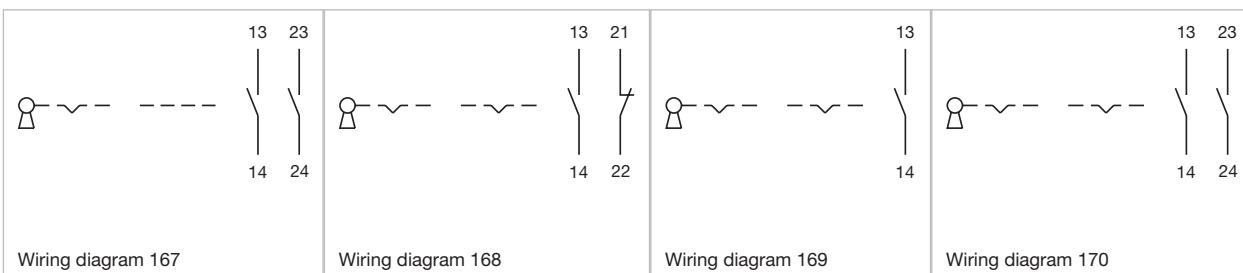 13 23
14 24
Wiring diagram 167
13 21
14 22
Wiring diagram 168
13
14
Wiring diagram 169
13 23
14 24
Wiring diagram 170